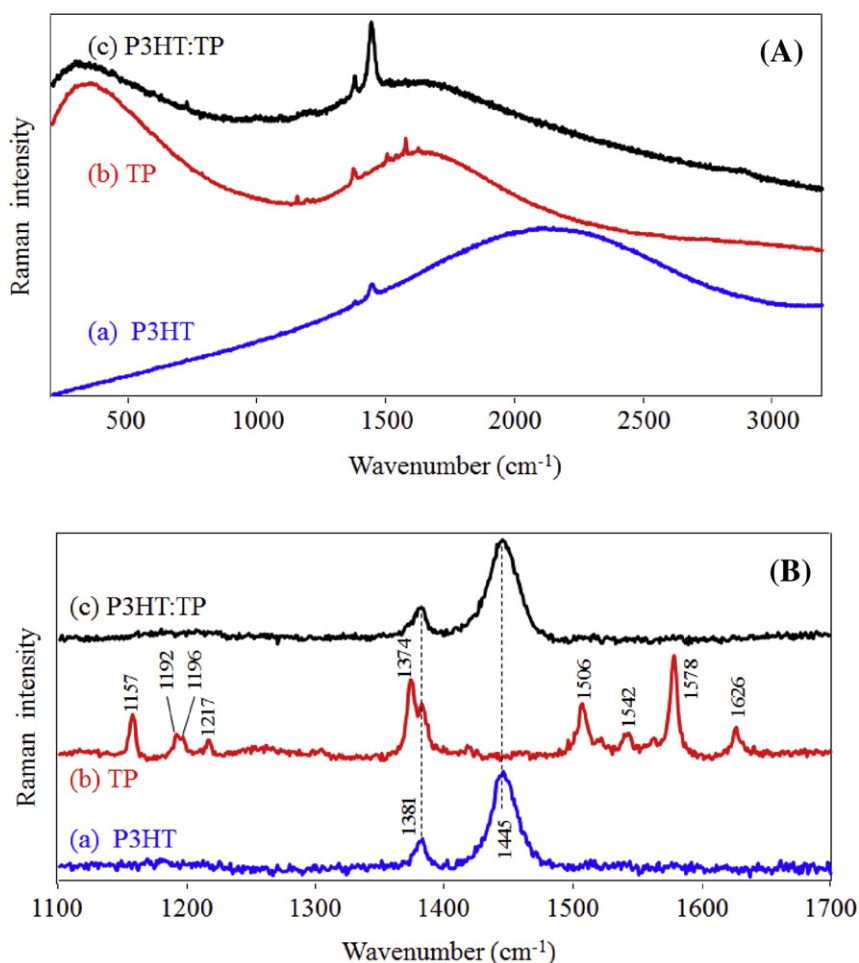 (A)
(c) P3HT:TP
(b) TP
(a) P3HT
Raman intensity
500 1000 1500 2000 2500 3000
Wavenumber (cm-1)
(B)
(c) P3HT:TP
1157 1192 1196 1217 1374 1506 1542 1578 1626
(b) TP
1381 1445
(a) P3HT
Raman intensity
1100 1200 1300 1400 1500 1600 1700
Wavenumber (cm-1)